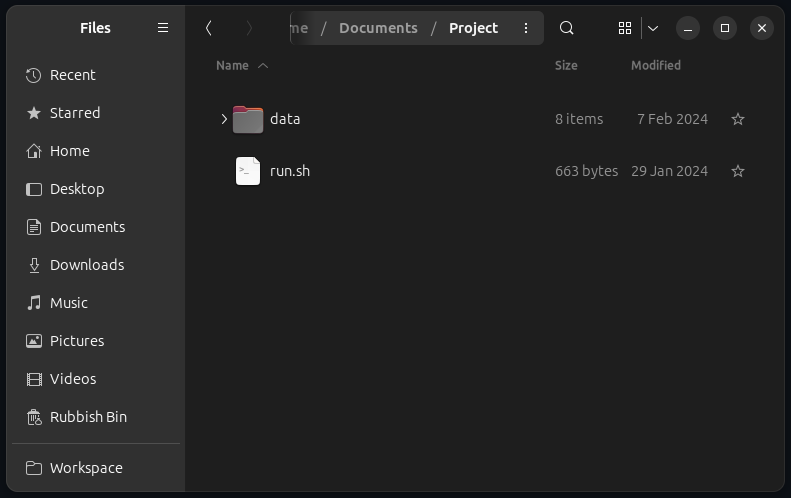 Files
me / Documents / Project
Name Size Modified
Recent
Starred
Home
Desktop
Documents
Downloads
Music
Pictures
Videos
Rubbish Bin
Workspace
data 8 items 7 Feb 2024
>_ run.sh 663 bytes 29 Jan 2024